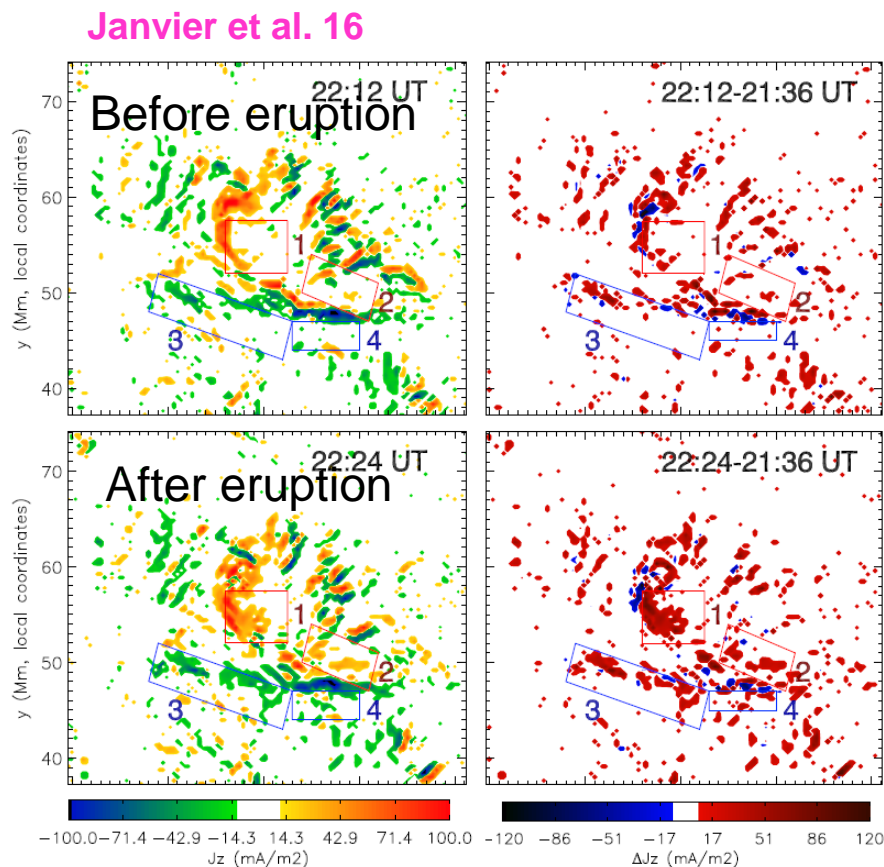 Janvier et al. 16
22:12 UT
Before eruption
22:12-21:36 UT
70
60
50
40
y (Mm, local coordinates)
1
2
3
4
1
2
3
4
22:24 UT
After eruption
22:24-21:36 UT
70
60
50
40
y (Mm, local coordinates)
1
2
3
4
1
2
3
4
−100.0−71.4 −42.9 −14.3 14.3 42.9 71.4 100.0
Jz (mA/m2)
−120 −86 −51 −17 17 51 86 120
ΔJz (mA/m2)